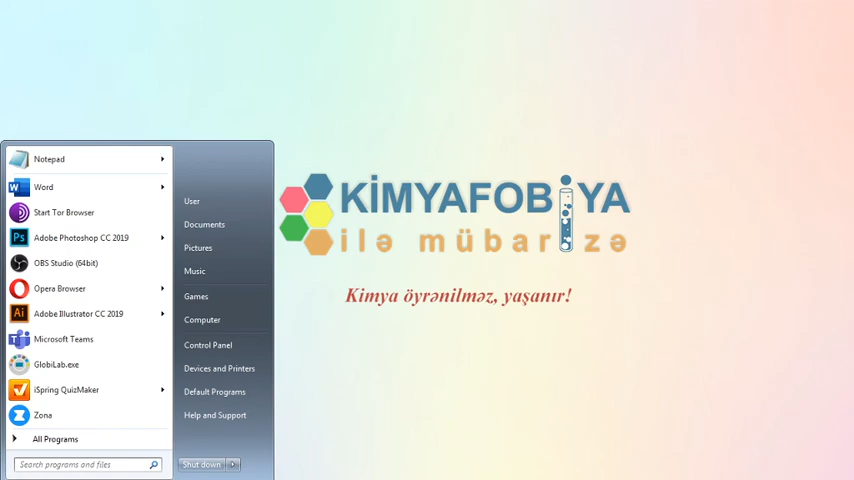 Notepad
Word
Start Tor Browser
Adobe Photoshop CC 2019
OBS Studio (64bit)
Opera Browser
Adobe Illustrator CC 2019
Microsoft Teams
GlobiLab.exe
iSpring QuizMaker
Zona
All Programs
Search programs and files
User
Documents
Pictures
Music
Games
Computer
Control Panel
Devices and Printers
Default Programs
Help and Support
Shut down
KİMYAFOBİYA
ilə mübarizə
Kimya öyrənilməz, yaşanır!